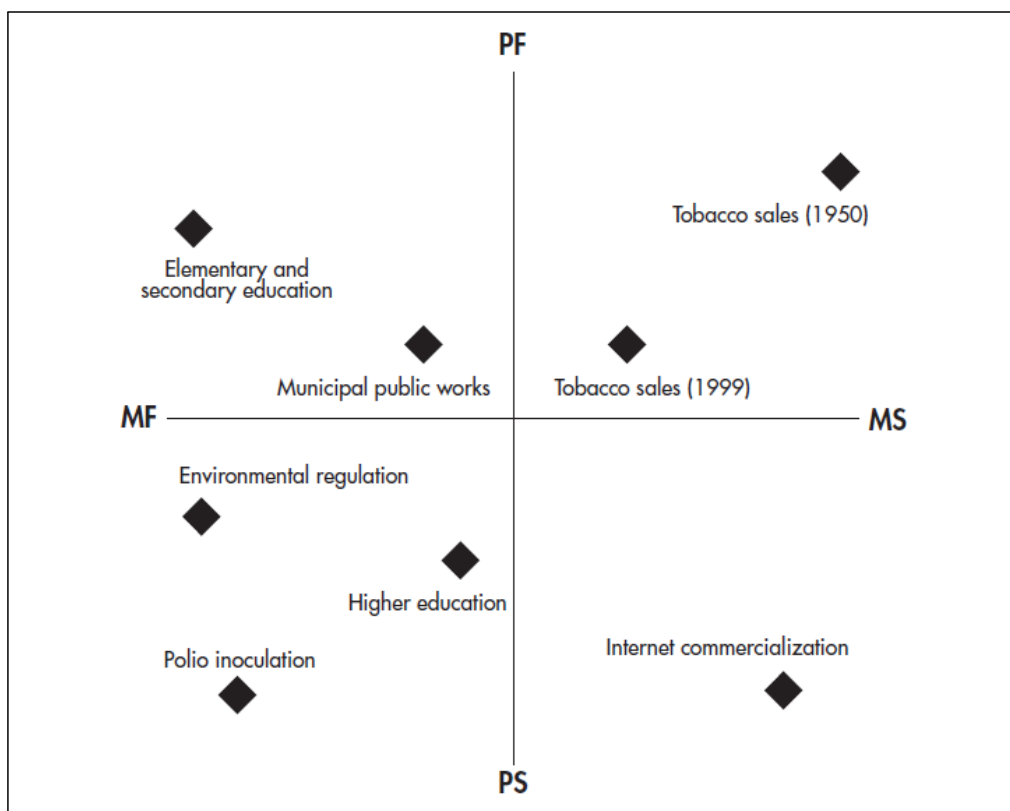 PF
Tobacco sales (1950)
Elementary and
secondary education
Municipal public works
Tobacco sales (1999)
MF
MS
Environmental regulation
Higher education
Internet commercialization
Polio inoculation
PS